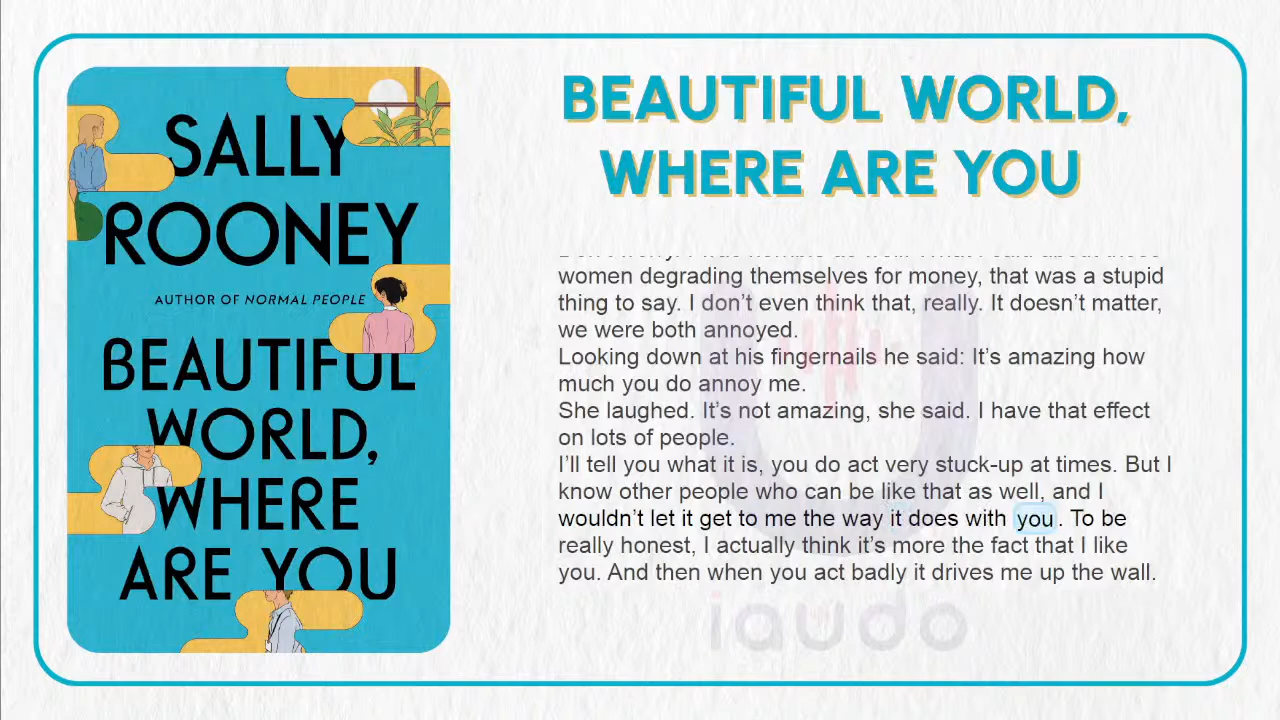 SALLY
ROONEY
AUTHOR OF NORMAL PEOPLE
BEAUTIFUL
WORLD,
WHERE
ARE YOU
BEAUTIFUL WORLD,
WHERE ARE YOU
women degrading themselves for money, that was a stupid
thing to say. I don’t even think that, really. It doesn’t matter,
we were both annoyed.
Looking down at his fingernails he said: It’s amazing how
much you do annoy me.
She laughed. It’s not amazing, she said. I have that effect
on lots of people.
I’ll tell you what it is, you do act very stuck-up at times. But I
know other people who can be like that as well, and I
wouldn’t let it get to me the way it does with you. To be
really honest, I actually think it’s more the fact that I like
you. And then when you act badly it drives me up the wall.
iaudo